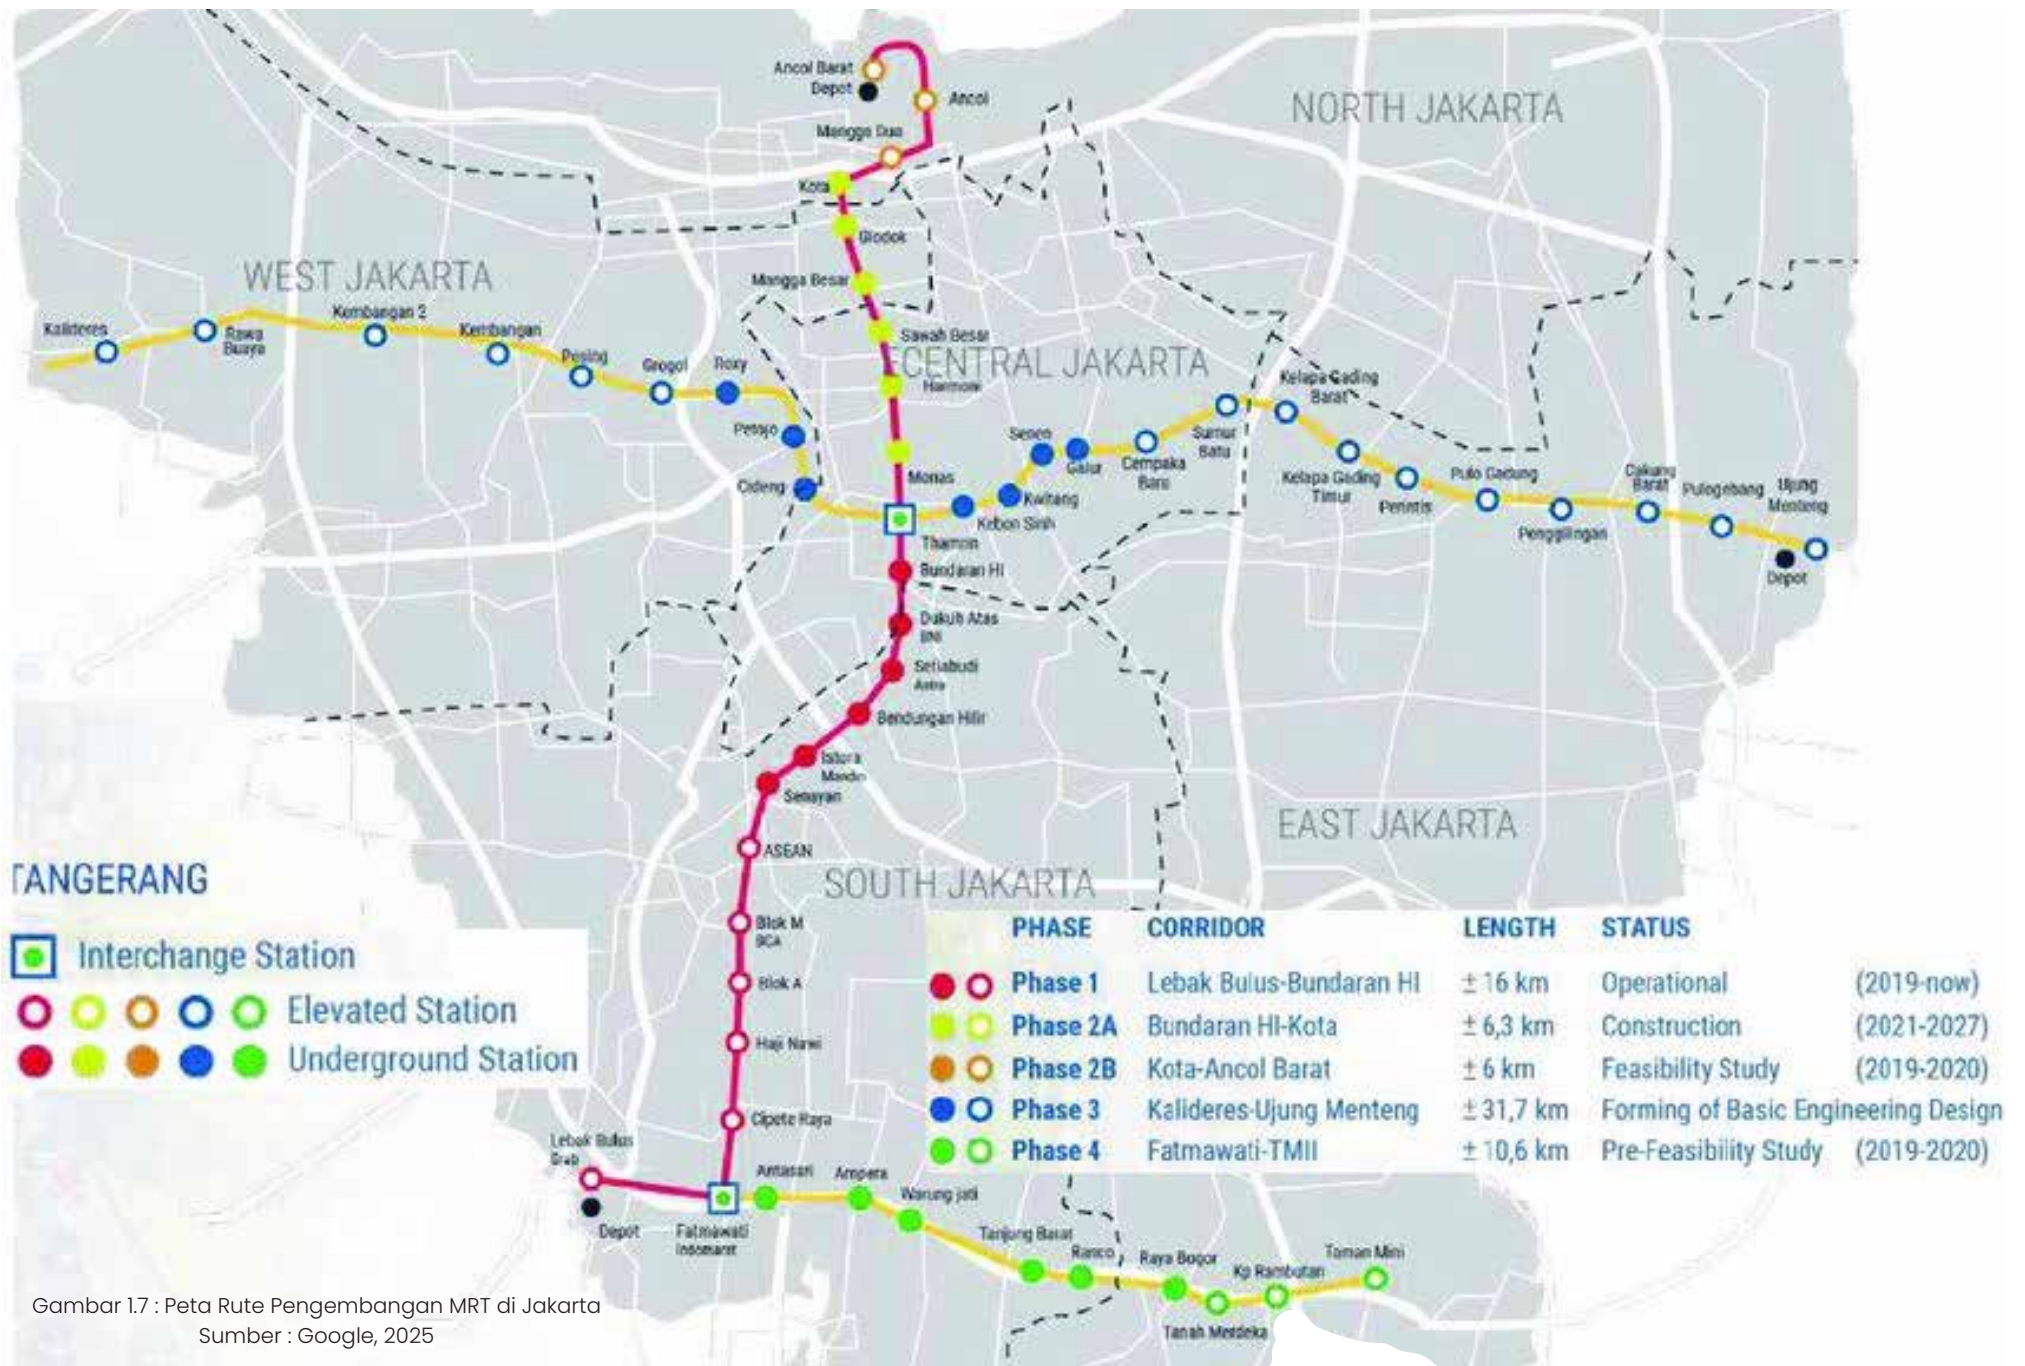 Ancol Barat
Depot
Ancol
Mangga Dua
Kota
Glodok
Mangga Besar
Sawah Besar
Harmoni
Monas
Thamrin
Bundaran HI
Dukuh Atas
BNI
Setiabudi
Astra
Bendungan Hilir
Istora
Mandiri
Senayan
ASEAN
Blok M
BCA
Blok A
Haji Nawi
Cipete Raya
Lebak Bulus
Grab
Depot
Fatmawati
Indomaret
NORTH JAKARTA
WEST JAKARTA
CENTRAL JAKARTA
EAST JAKARTA
SOUTH JAKARTA
Kalideres
Rawa
Buaya
Kembangan 2
Kembangan
Pesing
Grogol
Roxy
Petojo
Cideng
Kebon Sirih
Kwitang
Senen
Galur
Cempaka
Baru
Sumur
Batu
Kelapa Gading
Barat
Kelapa Gading
Timur
Perintis
Pulo Gadung
Penggilingan
Cakung
Barat
Pulogebang
Ujung
Menteng
Depot
Antasari
Ampera
Warung jati
Tanjung Barat
Ranco
Raya Bogor
Tanah Merdeka
Kp Rambutan
Taman Mini
TANGERANG
Interchange Station
Elevated Station
Underground Station
PHASE CORRIDOR LENGTH STATUS
Phase 1 Lebak Bulus-Bundaran HI ± 16 km Operational (2019-now)
Phase 2A Bundaran HI-Kota ± 6,3 km Construction (2021-2027)
Phase 2B Kota-Ancol Barat ± 6 km Feasibility Study (2019-2020)
Phase 3 Kalideres-Ujung Menteng ± 31,7 km Forming of Basic Engineering Design
Phase 4 Fatmawati-TMII ± 10,6 km Pre-Feasibility Study (2019-2020)
Gambar 1.7 : Peta Rute Pengembangan MRT di Jakarta
Sumber : Google, 2025